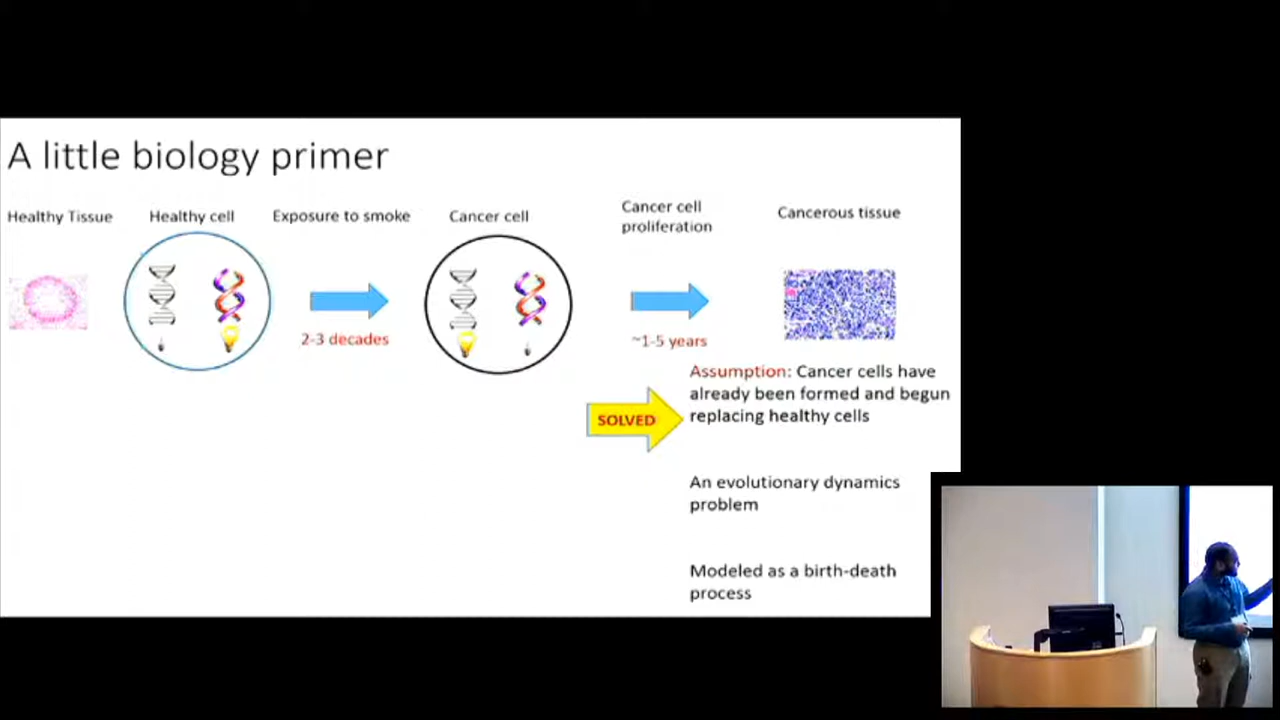 A little biology primer
Healthy Tissue
Healthy cell
Exposure to smoke
Cancer cell
Cancer cell
proliferation
Cancerous tissue
2-3 decades
~1-5 years
Assumption: Cancer cells have
already been formed and begun
replacing healthy cells
SOLVED
An evolutionary dynamics
problem
Modeled as a birth-death
process